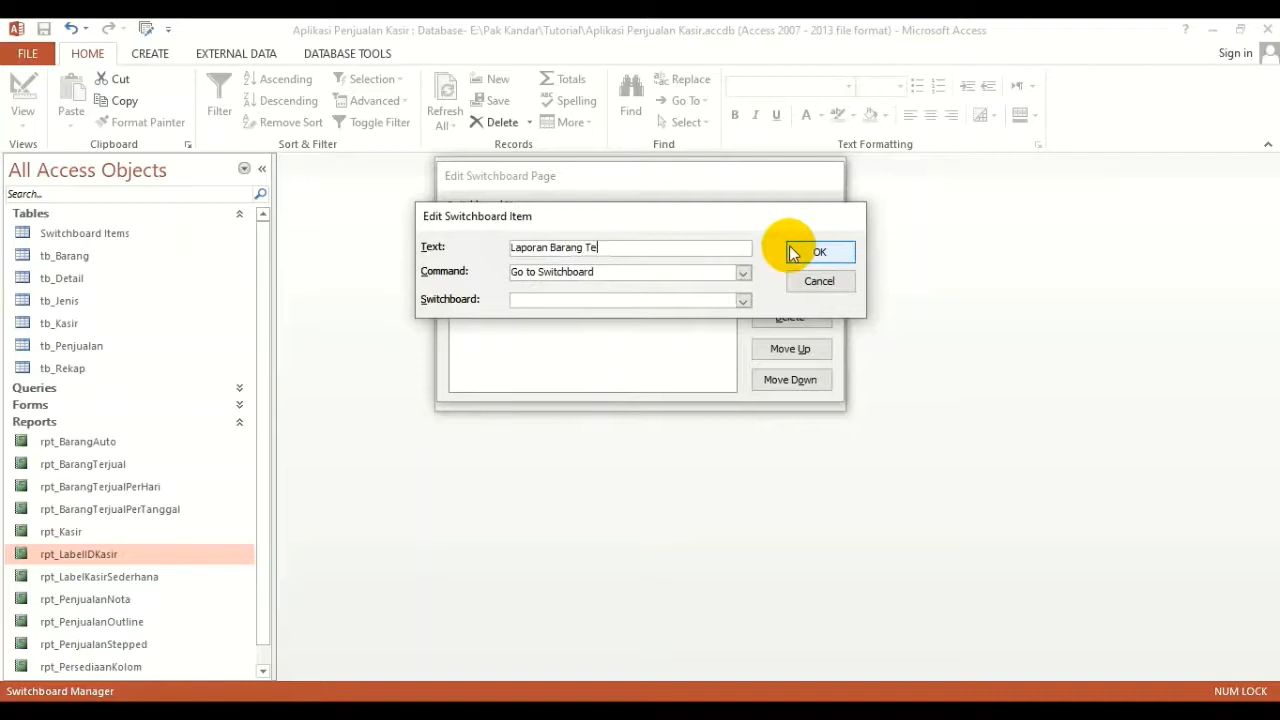 Aplikasi Penjualan Kasir : Database- E:\Pak Kandar\Tutorial\Aplikasi Penjualan Kasir.accdb (Access 2007 - 2013 file format) - Microsoft Access
FILE HOME CREATE EXTERNAL DATA DATABASE TOOLS Sign in
View
Views
Paste
Cut
Copy
Format Painter
Clipboard
Filter
Ascending
Descending
Remove Sort
Selection
Advanced
Toggle Filter
Sort & Filter
Refresh
All
New
Save
Delete
Totals
Spelling
More
Records
Find
Replace
Go To
Select
Find
B I U A
Text Formatting
All Access Objects
Search...
Tables
Switchboard Items
tb_Barang
tb_Detail
tb_Jenis
tb_Kasir
tb_Penjualan
tb_Rekap
Queries
Forms
Reports
rpt_BarangAuto
rpt_BarangTerjual
rpt_BarangTerjualPerHari
rpt_BarangTerjualPerTanggal
rpt_Kasir
rpt_LabelIDKasir
rpt_LabelKasirSederhana
rpt_PenjualanNota
rpt_PenjualanOutline
rpt_PenjualanStepped
rpt_PersediaanKolom
Edit Switchboard Page
Edit Switchboard Item
Text: Laporan Barang Te
Command: Go to Switchboard
Switchboard:
OK
Cancel
Delete
Move Up
Move Down
Switchboard Manager
NUM LOCK